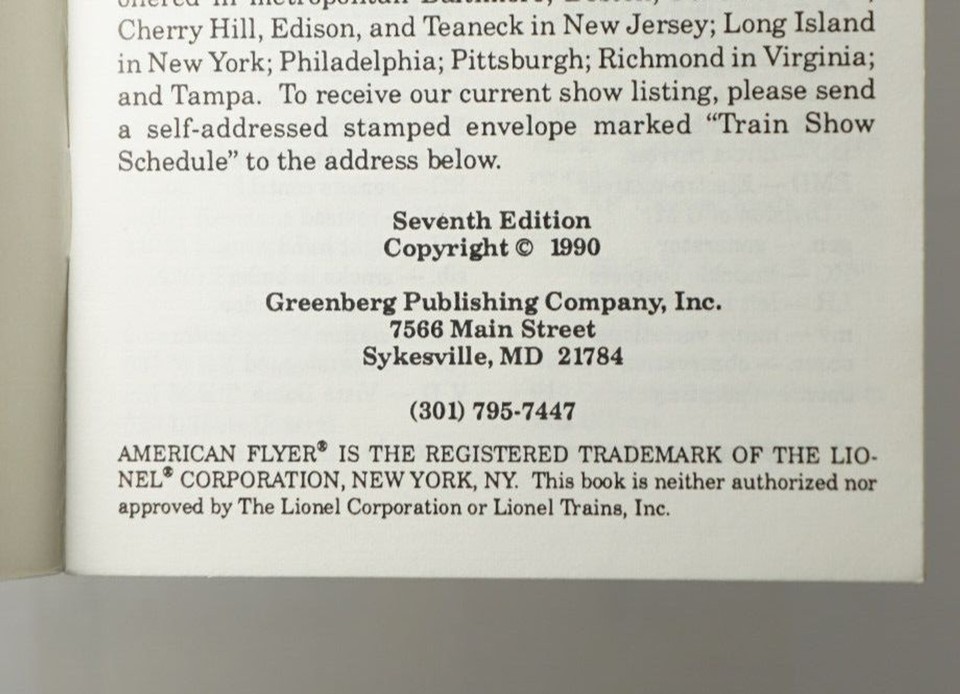 in metropolitan Baltimore, Boston,
Cherry Hill, Edison, and Teaneck in New Jersey; Long Island
in New York; Philadelphia; Pittsburgh; Richmond in Virginia;
and Tampa. To receive our current show listing, please send
a self-addressed stamped envelope marked “Train Show
Schedule” to the address below.
Seventh Edition
Copyright © 1990
Greenberg Publishing Company, Inc.
7566 Main Street
Sykesville, MD 21784
(301) 795-7447
AMERICAN FLYER® IS THE REGISTERED TRADEMARK OF THE LIO-
NEL® CORPORATION, NEW YORK, NY. This book is neither authorized nor
approved by The Lionel Corporation or Lionel Trains, Inc.